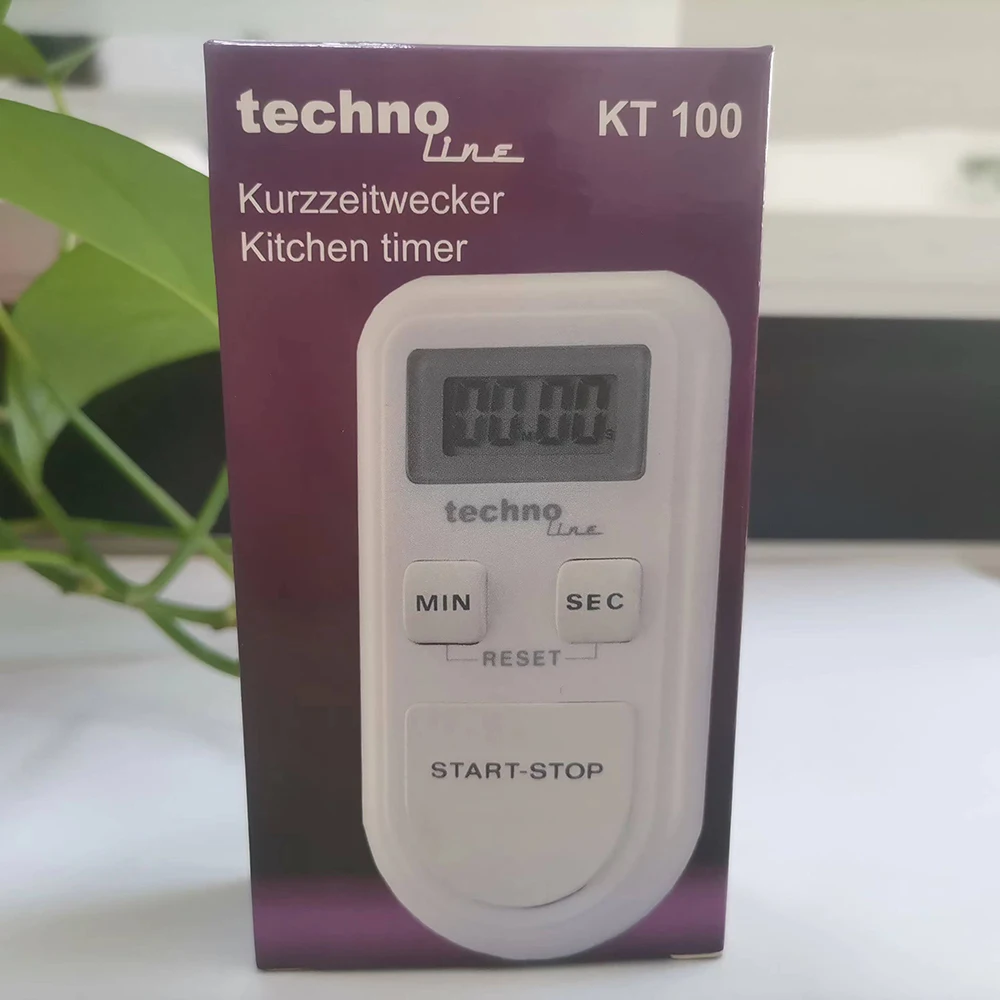 techno line KT 100
Kurzzeitwecker
Kitchen timer
00 M 00 S
techno line
MIN SEC
RESET
START-STOP